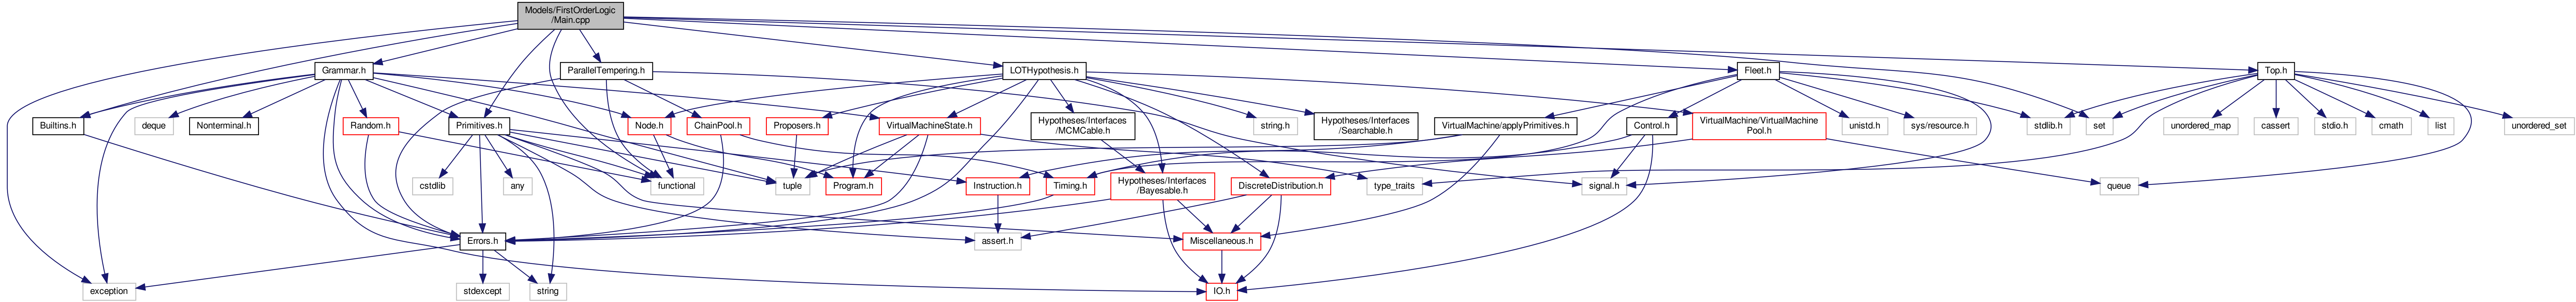 Models/FirstOrderLogic
/Main.cpp
Grammar.h
ParallelTempering.h
LOTHypothesis.h
Fleet.h
Top.h
Builtins.h
deque
Nonterminal.h
Random.h
Primitives.h
Node.h
ChainPool.h
Proposers.h
VirtualMachineState.h
Hypotheses/Interfaces
/MCMCable.h
string.h
Hypotheses/Interfaces
/Searchable.h
VirtualMachine/applyPrimitives.h
Control.h
VirtualMachine/VirtualMachine
Pool.h
unistd.h
sys/resource.h
stdlib.h
set
unordered_map
cassert
stdio.h
cmath
list
unordered_set
cstdlib
any
functional
tuple
Program.h
Instruction.h
Timing.h
Hypotheses/Interfaces
/Bayesable.h
DiscreteDistribution.h
type_traits
signal.h
queue
Errors.h
assert.h
Miscellaneous.h
exception
stdexcept
string
IO.h